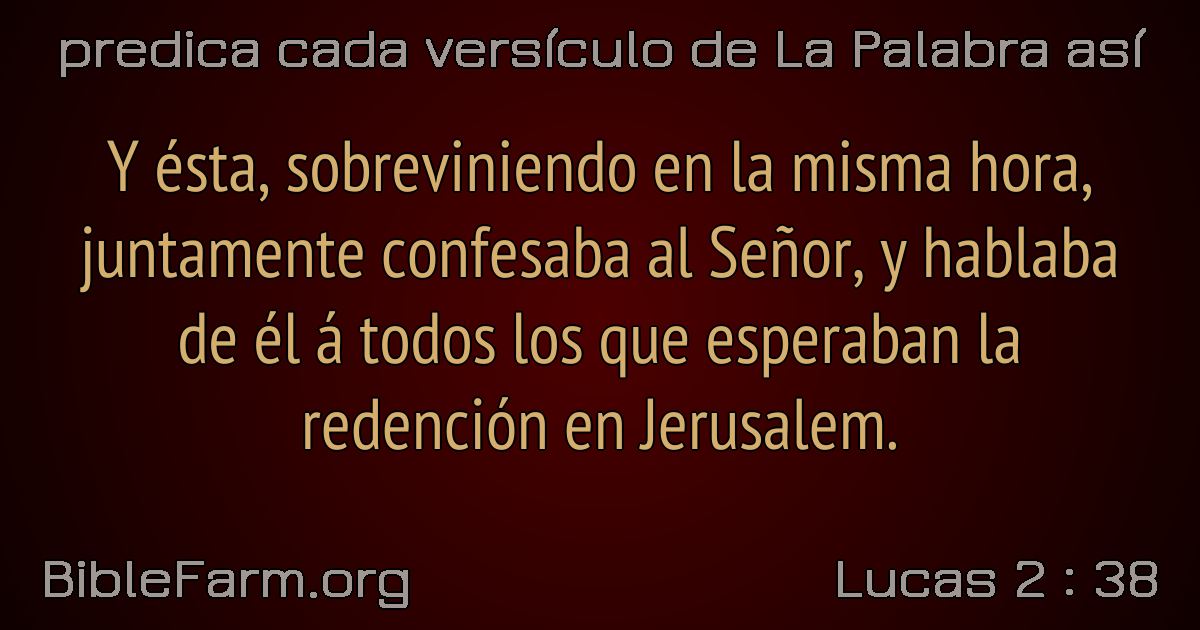 predica cada versículo de La Palabra así
Y ésta, sobreviniendo en la misma hora,
juntamente confesaba al Señor, y hablaba
de él á todos los que esperaban la
redención en Jerusalem.
BibleFarm.org
Lucas 2 : 38